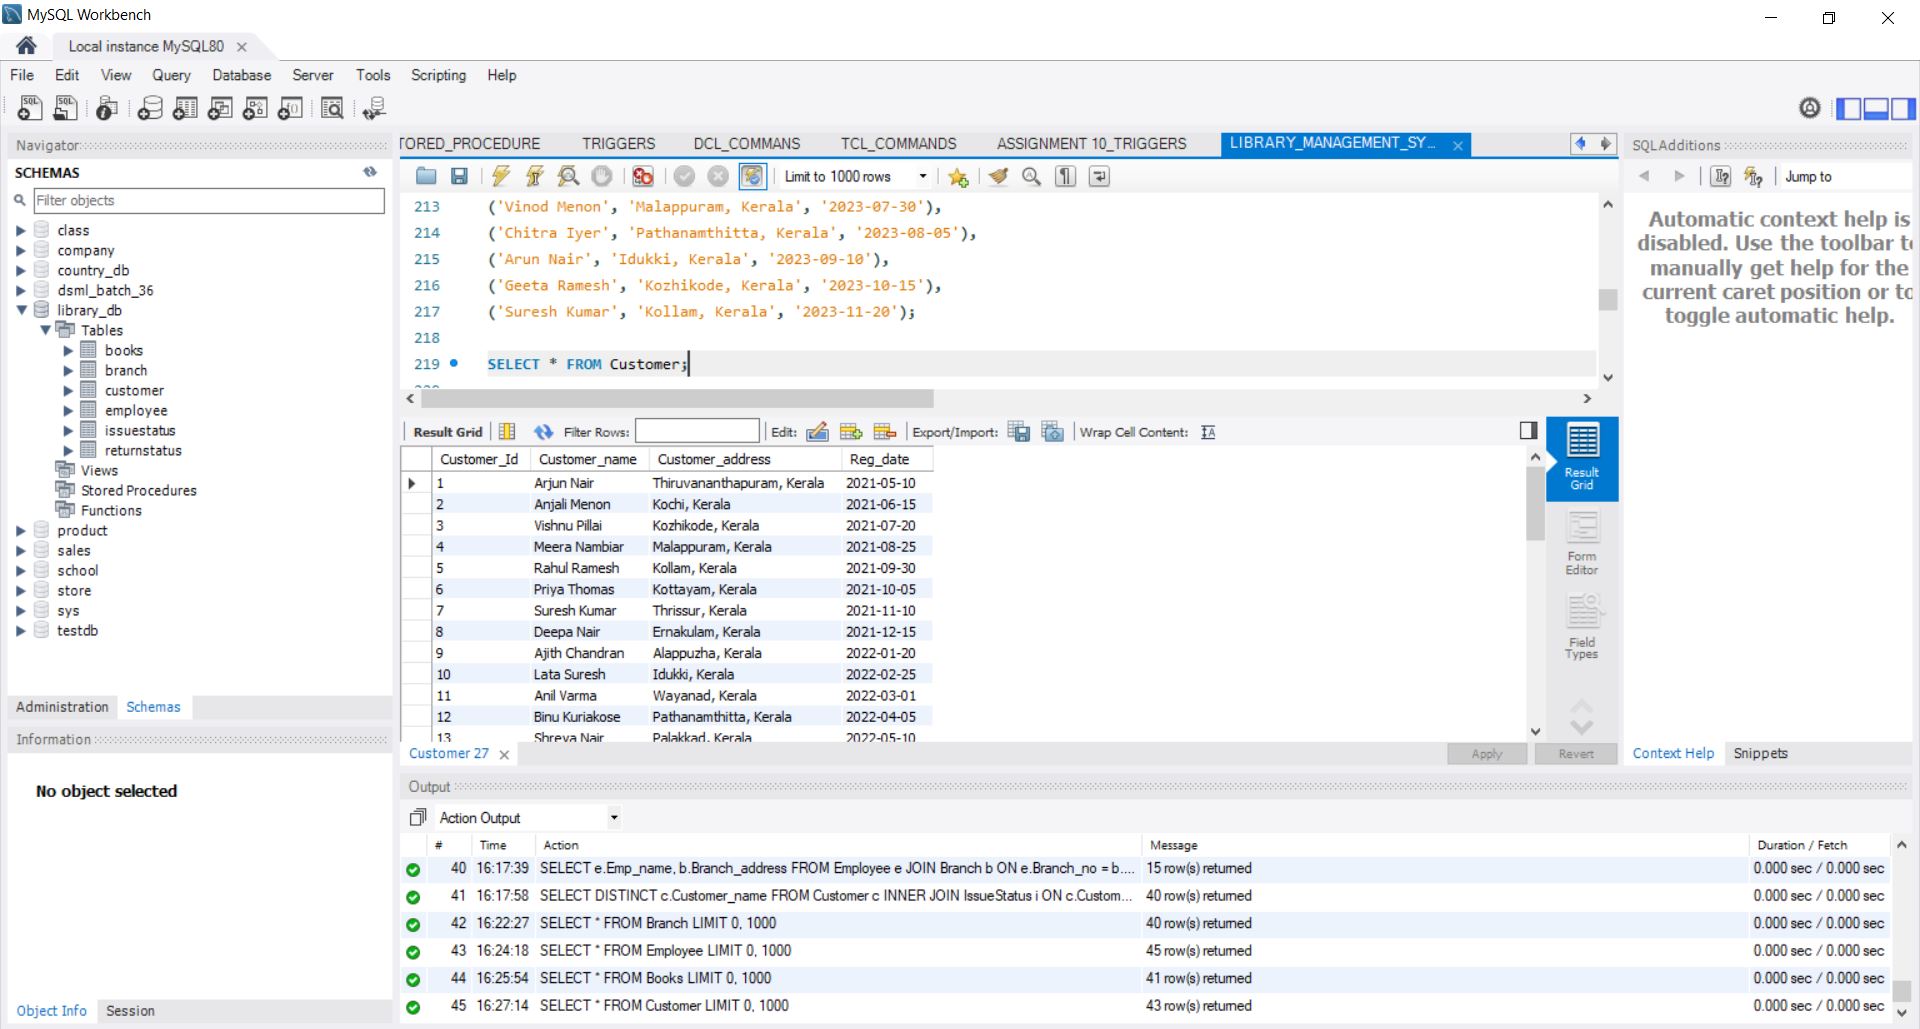 MySQL Workbench
Local instance MySQL80
File Edit View Query Database Server Tools Scripting Help
Navigator
SCHEMAS
Filter objects
class
company
country_db
dsml_batch_36
library_db
Tables
books
branch
customer
employee
issuestatus
returnstatus
Views
Stored Procedures
Functions
product
sales
school
store
sys
testdb
Administration Schemas
Information
No object selected
Object Info Session
TORED_PROCEDURE TRIGGERS DCL_COMMANS TCL_COMMANDS ASSIGNMENT 10_TRIGGERS LIBRARY_MANAGEMENT_SY...
Limit to 1000 rows
213 ('Vinod Menon', 'Malappuram, Kerala', '2023-07-30'),
214 ('Chitra Iyer', 'Pathanamthitta, Kerala', '2023-08-05'),
215 ('Arun Nair', 'Idukki, Kerala', '2023-09-10'),
216 ('Geeta Ramesh', 'Kozhikode, Kerala', '2023-10-15'),
217 ('Suresh Kumar', 'Kollam, Kerala', '2023-11-20');
218
219 SELECT * FROM Customer;
Result Grid Filter Rows: Edit: Export/Import: Wrap Cell Content:
Customer_Id Customer_name Customer_address Reg_date
1 Arjun Nair Thiruvananthapuram, Kerala 2021-05-10
2 Anjali Menon Kochi, Kerala 2021-06-15
3 Vishnu Pillai Kozhikode, Kerala 2021-07-20
4 Meera Nambiar Malappuram, Kerala 2021-08-25
5 Rahul Ramesh Kollam, Kerala 2021-09-30
6 Priya Thomas Kottayam, Kerala 2021-10-05
7 Suresh Kumar Thrissur, Kerala 2021-11-10
8 Deepa Nair Ernakulam, Kerala 2021-12-15
9 Ajith Chandran Alappuzha, Kerala 2022-01-20
10 Lata Suresh Idukki, Kerala 2022-02-25
11 Anil Varma Wayanad, Kerala 2022-03-01
12 Binu Kuriakose Pathanamthitta, Kerala 2022-04-05
13 Shreya Nair Palakkad, Kerala 2022-05-10
Result
Grid
Form
Editor
Field
Types
Customer 27
Apply Revert
SQLAdditions
Jump to
Automatic context help is
disabled. Use the toolbar to
manually get help for the
current caret position or to
toggle automatic help.
Context Help Snippets
Output
Action Output
# Time Action Message Duration / Fetch
40 16:17:39 SELECT e.Emp_name, b.Branch_address FROM Employee e JOIN Branch b ON e.Branch_no = b.... 15 row(s) returned 0.000 sec / 0.000 sec
41 16:17:58 SELECT DISTINCT c.Customer_name FROM Customer c INNER JOIN IssueStatus i ON c.Custom... 40 row(s) returned 0.000 sec / 0.000 sec
42 16:22:27 SELECT * FROM Branch LIMIT 0, 1000 40 row(s) returned 0.000 sec / 0.000 sec
43 16:24:18 SELECT * FROM Employee LIMIT 0, 1000 45 row(s) returned 0.000 sec / 0.000 sec
44 16:25:54 SELECT * FROM Books LIMIT 0, 1000 41 row(s) returned 0.000 sec / 0.000 sec
45 16:27:14 SELECT * FROM Customer LIMIT 0, 1000 43 row(s) returned 0.000 sec / 0.000 sec